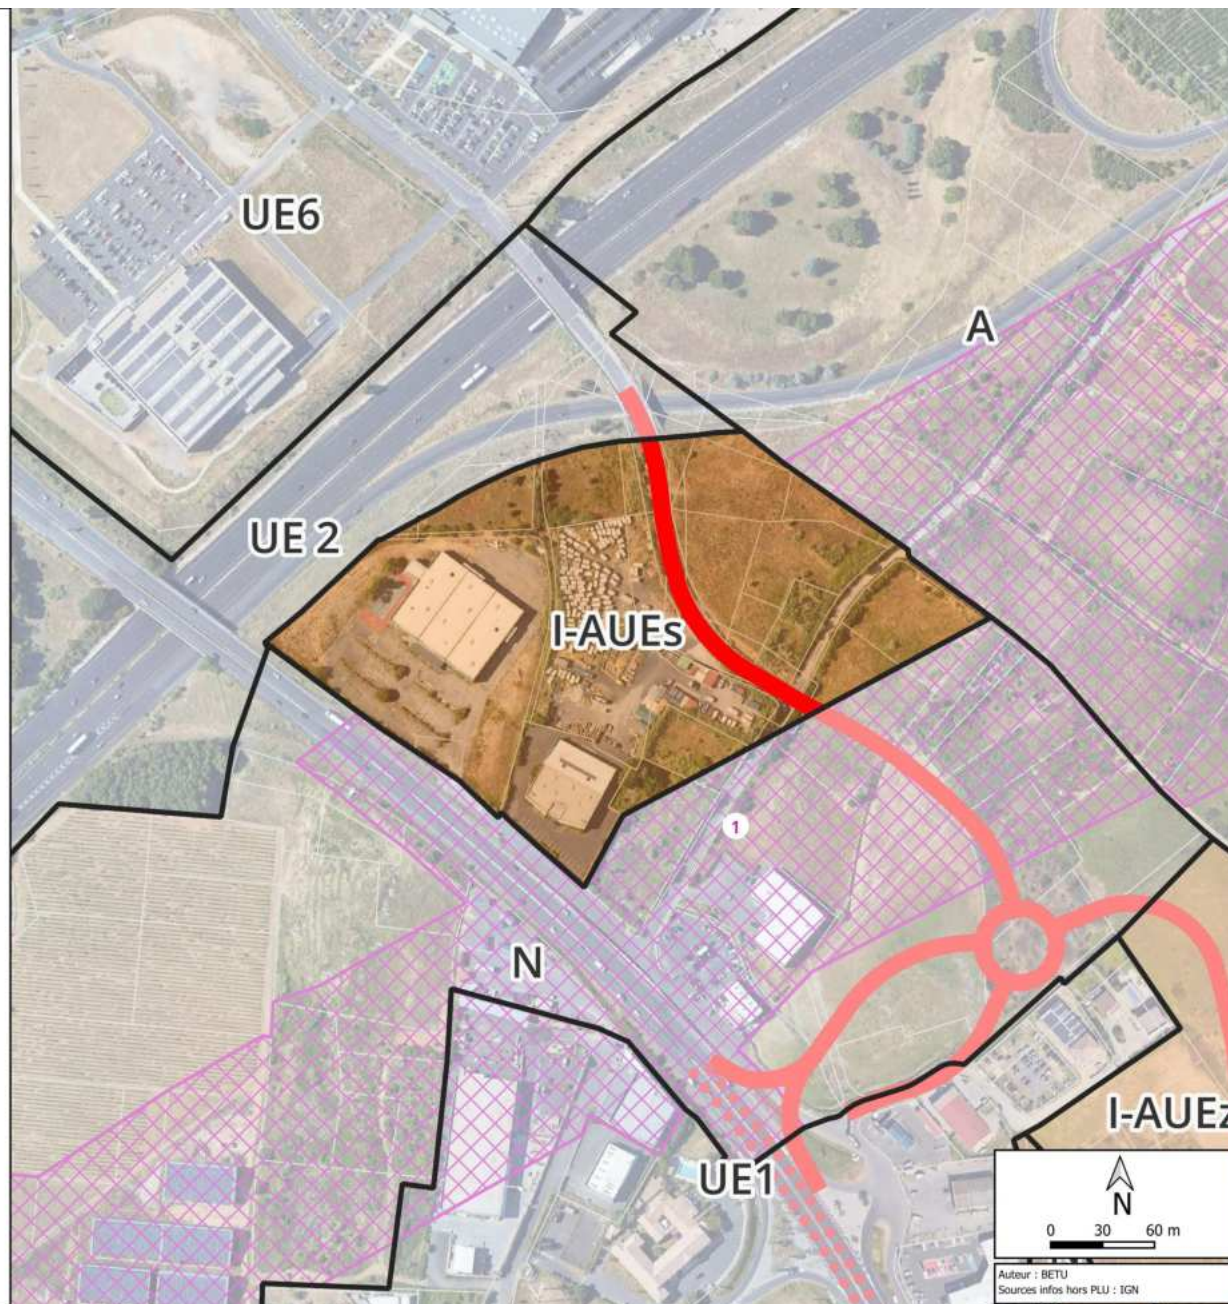 UE6
A
UE 2
I-AUEs
1
N
I-AUEz
UE1
N
0 30 60 m
Auteur : BETU
Sources infos hors PLU : IGN